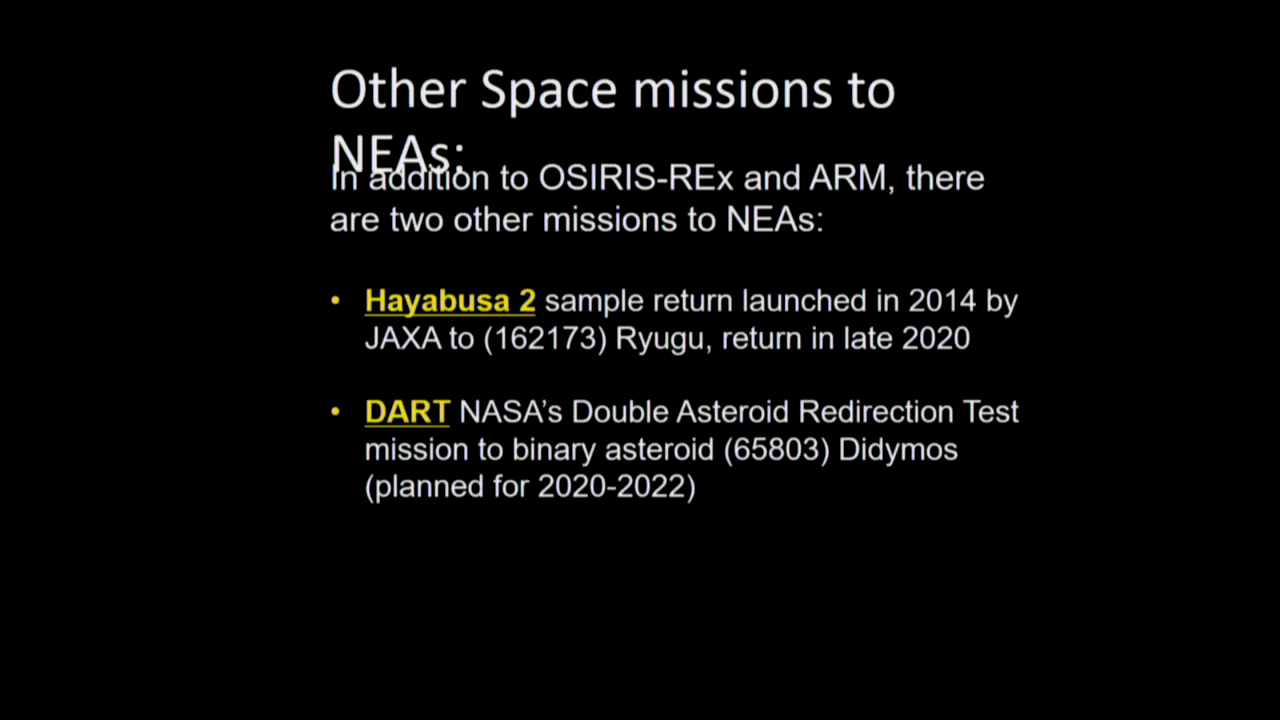 Other Space missions to
NEAs:
In addition to OSIRIS-REx and ARM, there
are two other missions to NEAs:
• Hayabusa 2 sample return launched in 2014 by
JAXA to (162173) Ryugu, return in late 2020
• DART NASA's Double Asteroid Redirection Test
mission to binary asteroid (65803) Didymos
(planned for 2020-2022)